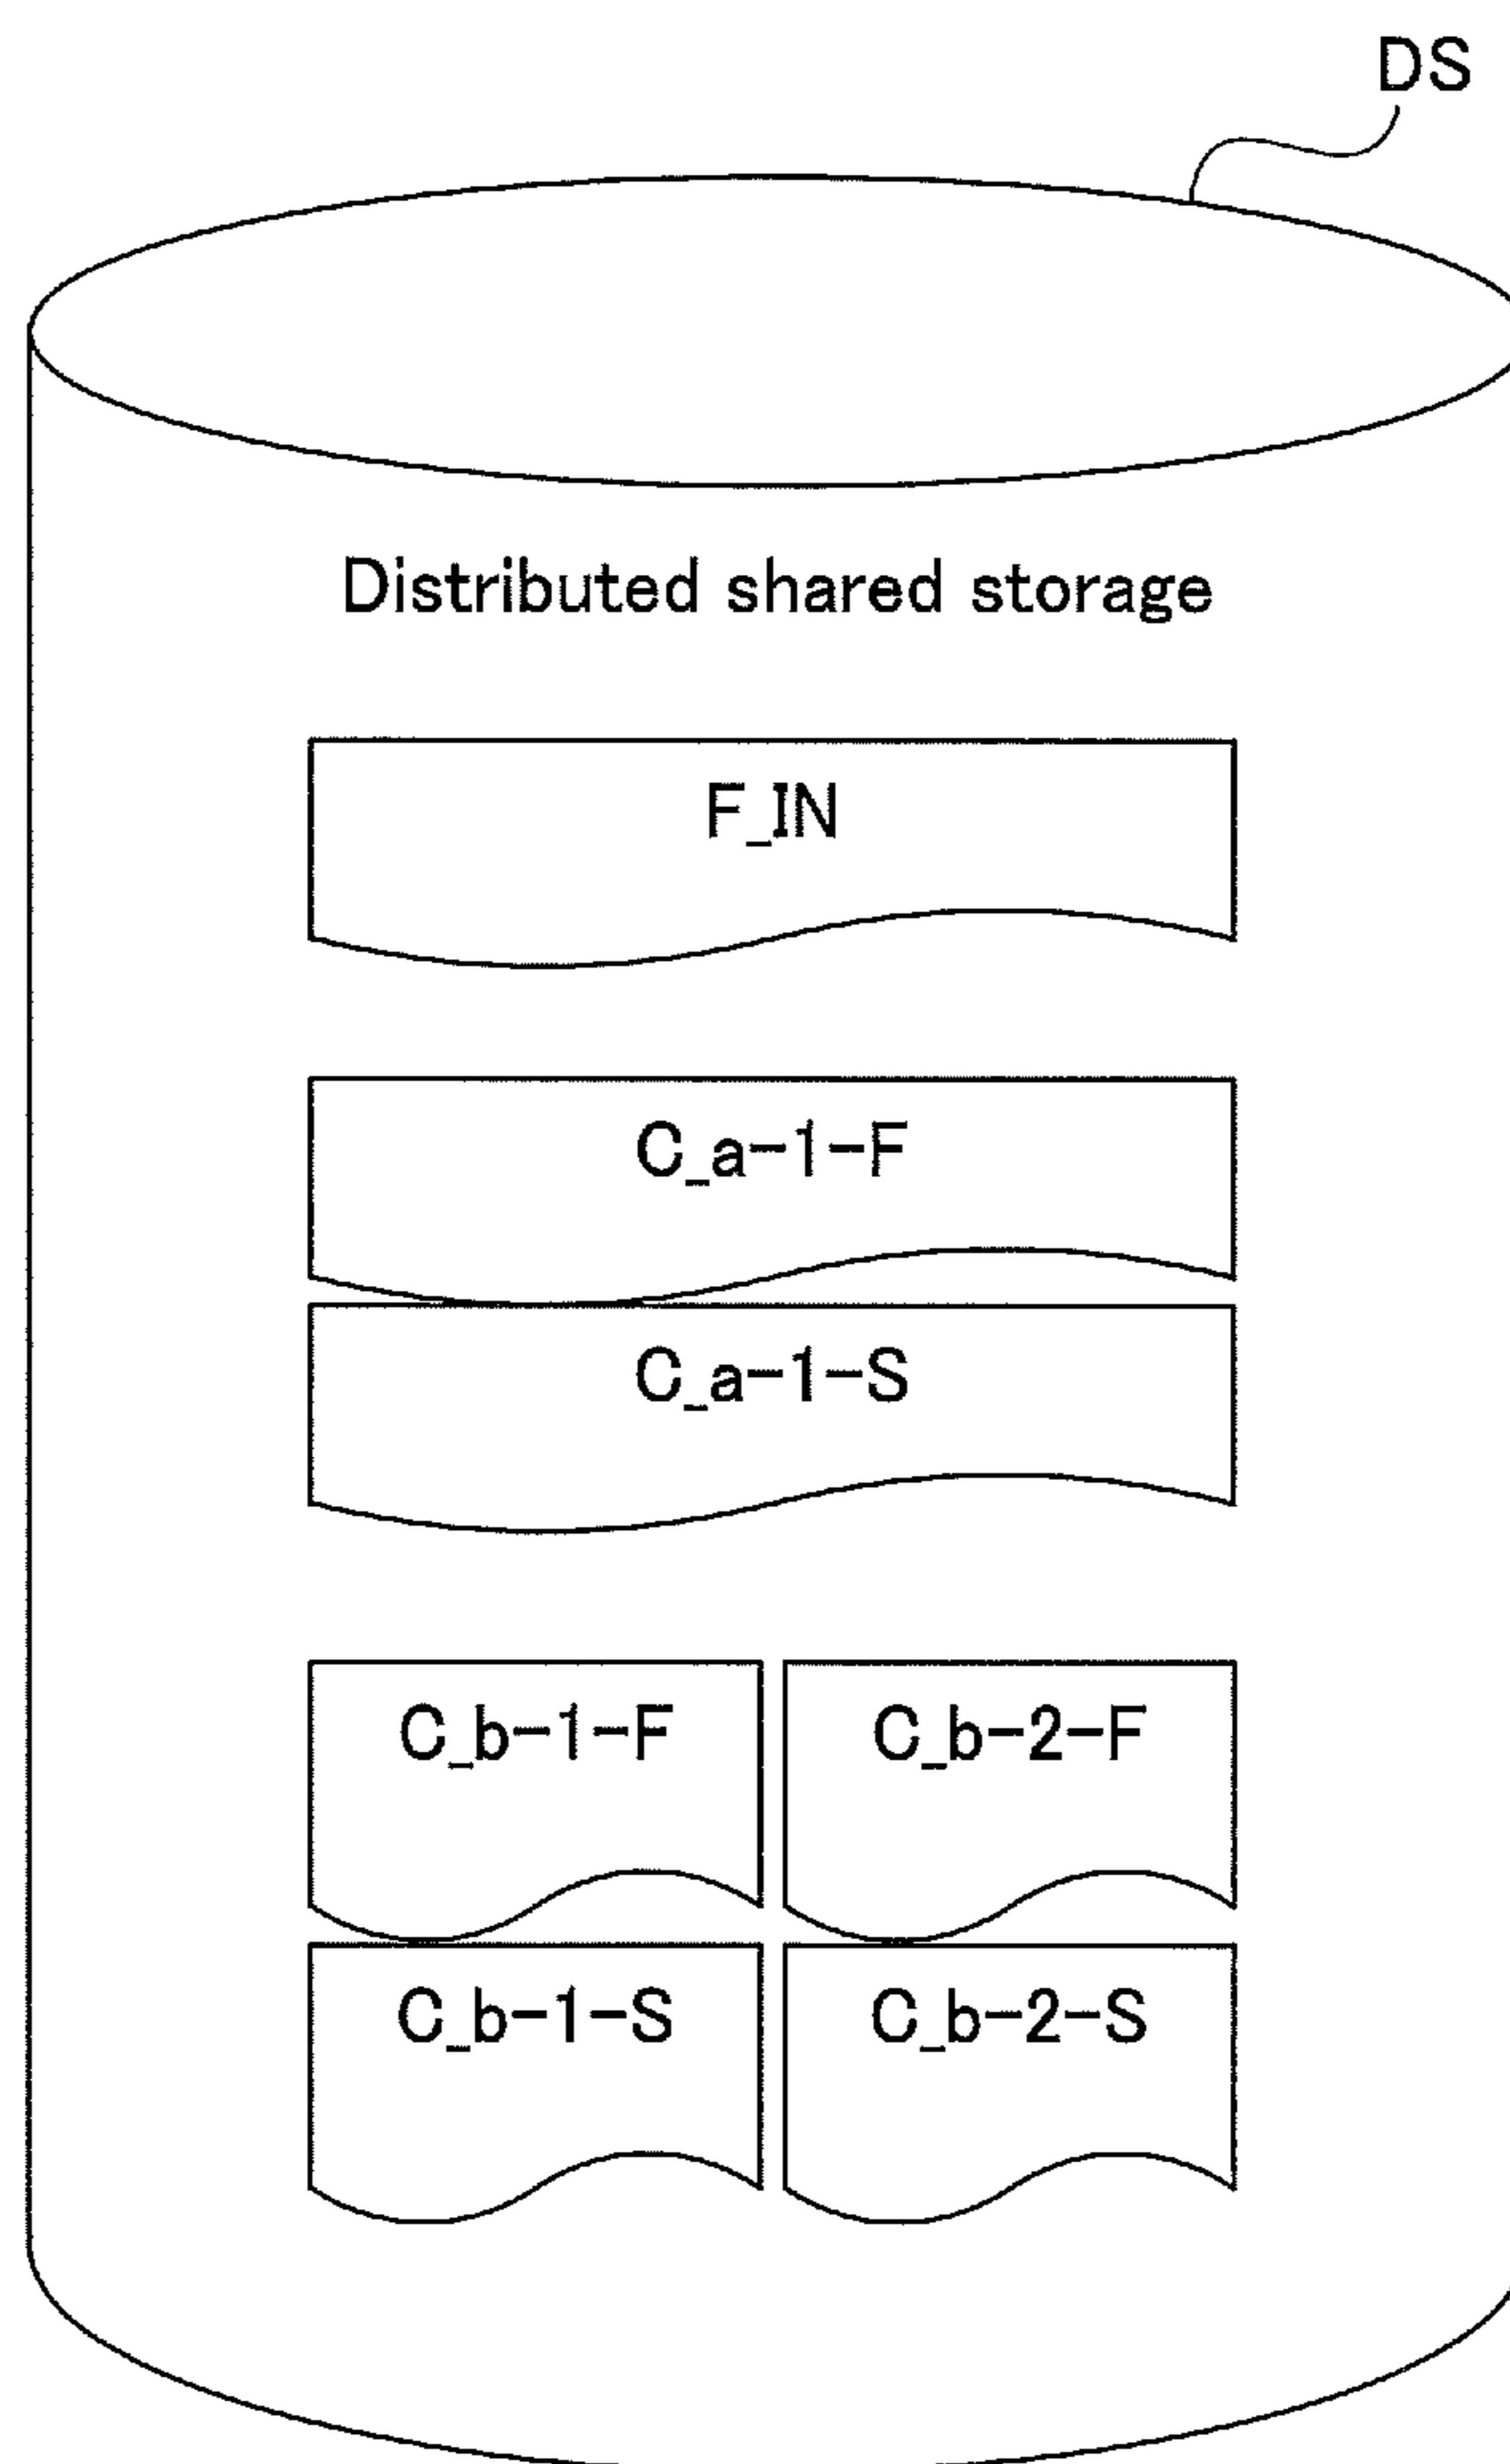 DS
Distributed shared storage
F_IN
C_a-1-F
C_a-1-S
C_b-1-F C_b-2-F
C_b-1-S C_b-2-S